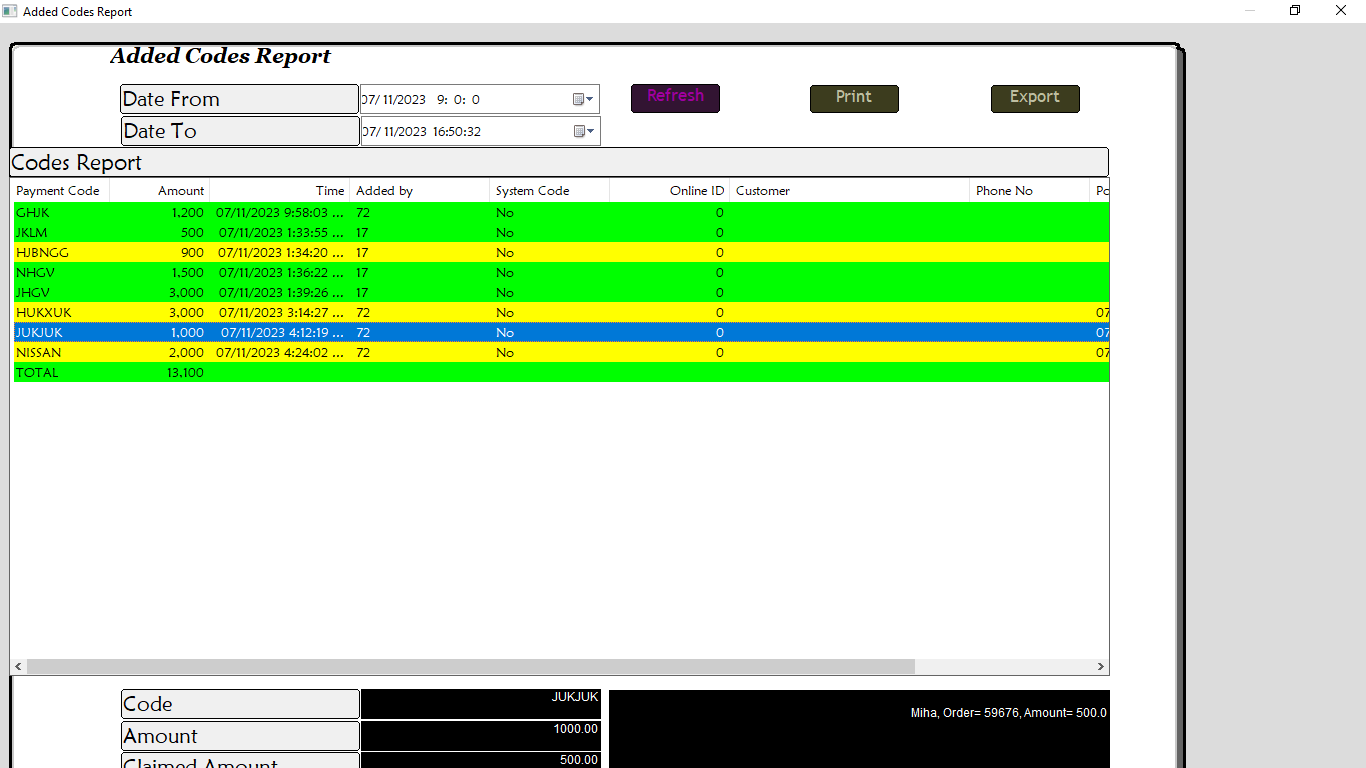 Added Codes Report
Added Codes Report
Date From 07/11/2023 9: 0: 0 Refresh Print Export
Date To 07/11/2023 16:50:32
Codes Report
Payment Code Amount Time Added by System Code Online ID Customer Phone No Po
GHJK 1,200 07/11/2023 9:58:03 ... 72 No 0
JKLM 500 07/11/2023 1:33:55 ... 17 No 0
HJBNGG 900 07/11/2023 1:34:20 ... 17 No 0
NHGV 1,500 07/11/2023 1:36:22 ... 17 No 0
JHGV 3,000 07/11/2023 1:39:26 ... 17 No 0
HUKXUK 3,000 07/11/2023 3:14:27 ... 72 No 0 07
JUKJUK 1,000 07/11/2023 4:12:19 ... 72 No 0 07
NISSAN 2,000 07/11/2023 4:24:02 ... 72 No 0 07
TOTAL 13,100
Code JUKJUK Miha, Order= 59676, Amount= 500.0
Amount 1000.00
Claimed Amount 500.00